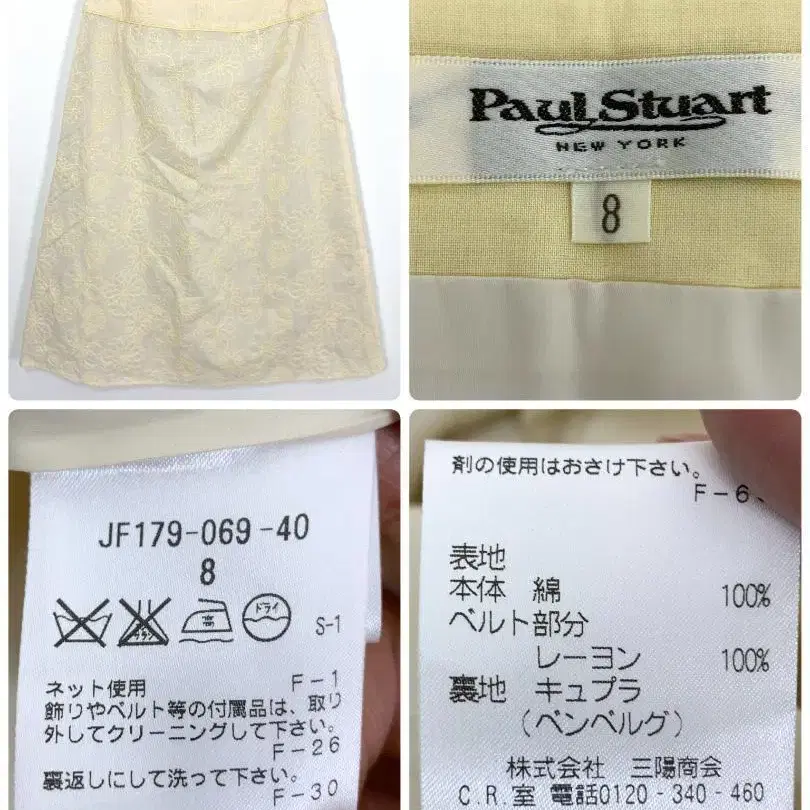 Paul Stuart
NEW YORK
8
JF179-069-40
8
高
ドライ
S-1
ネット使用 F-1
飾りやベルト等の付属品は、取り
外してクリーニングして下さい。
F-26
裏返しにして洗って下さい。
F-30
剤の使用はおさけ下さい。
表地
本体 綿 100%
ベルト部分
レーヨン 100%
裏地 キュプラ
(ベンベルグ)
株式会社 三陽商会
C.R.室 電話0120-340-460